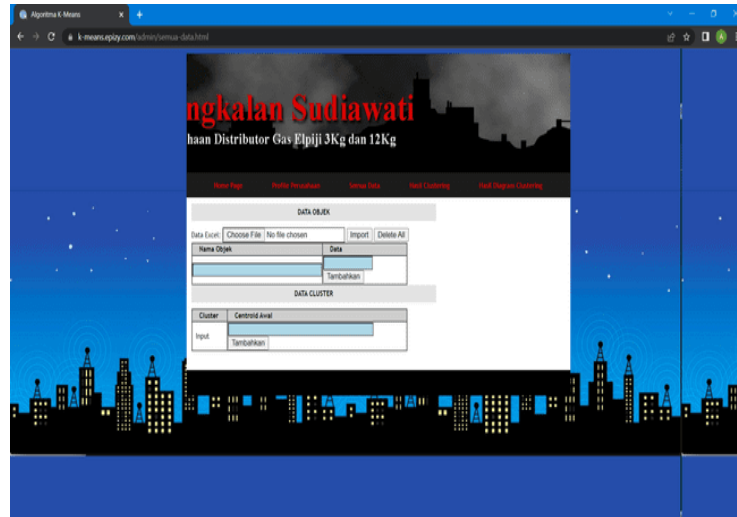 Algoritma K-Means
k-means.epizy.com/admin/semua-data.html
ngkalan Sudiawati
haan Distributor Gas Elpiji 3Kg dan 12Kg
Home Page Profile Perusahaan Semua Data Hasil Clustering Hasil Diagram Clustering
DATA OBJEK
Data Excel: Choose File No file chosen Import Delete All
Nama Objek Data
Tambahkan
DATA CLUSTER
Cluster Centroid Awal
Input
Tambahkan